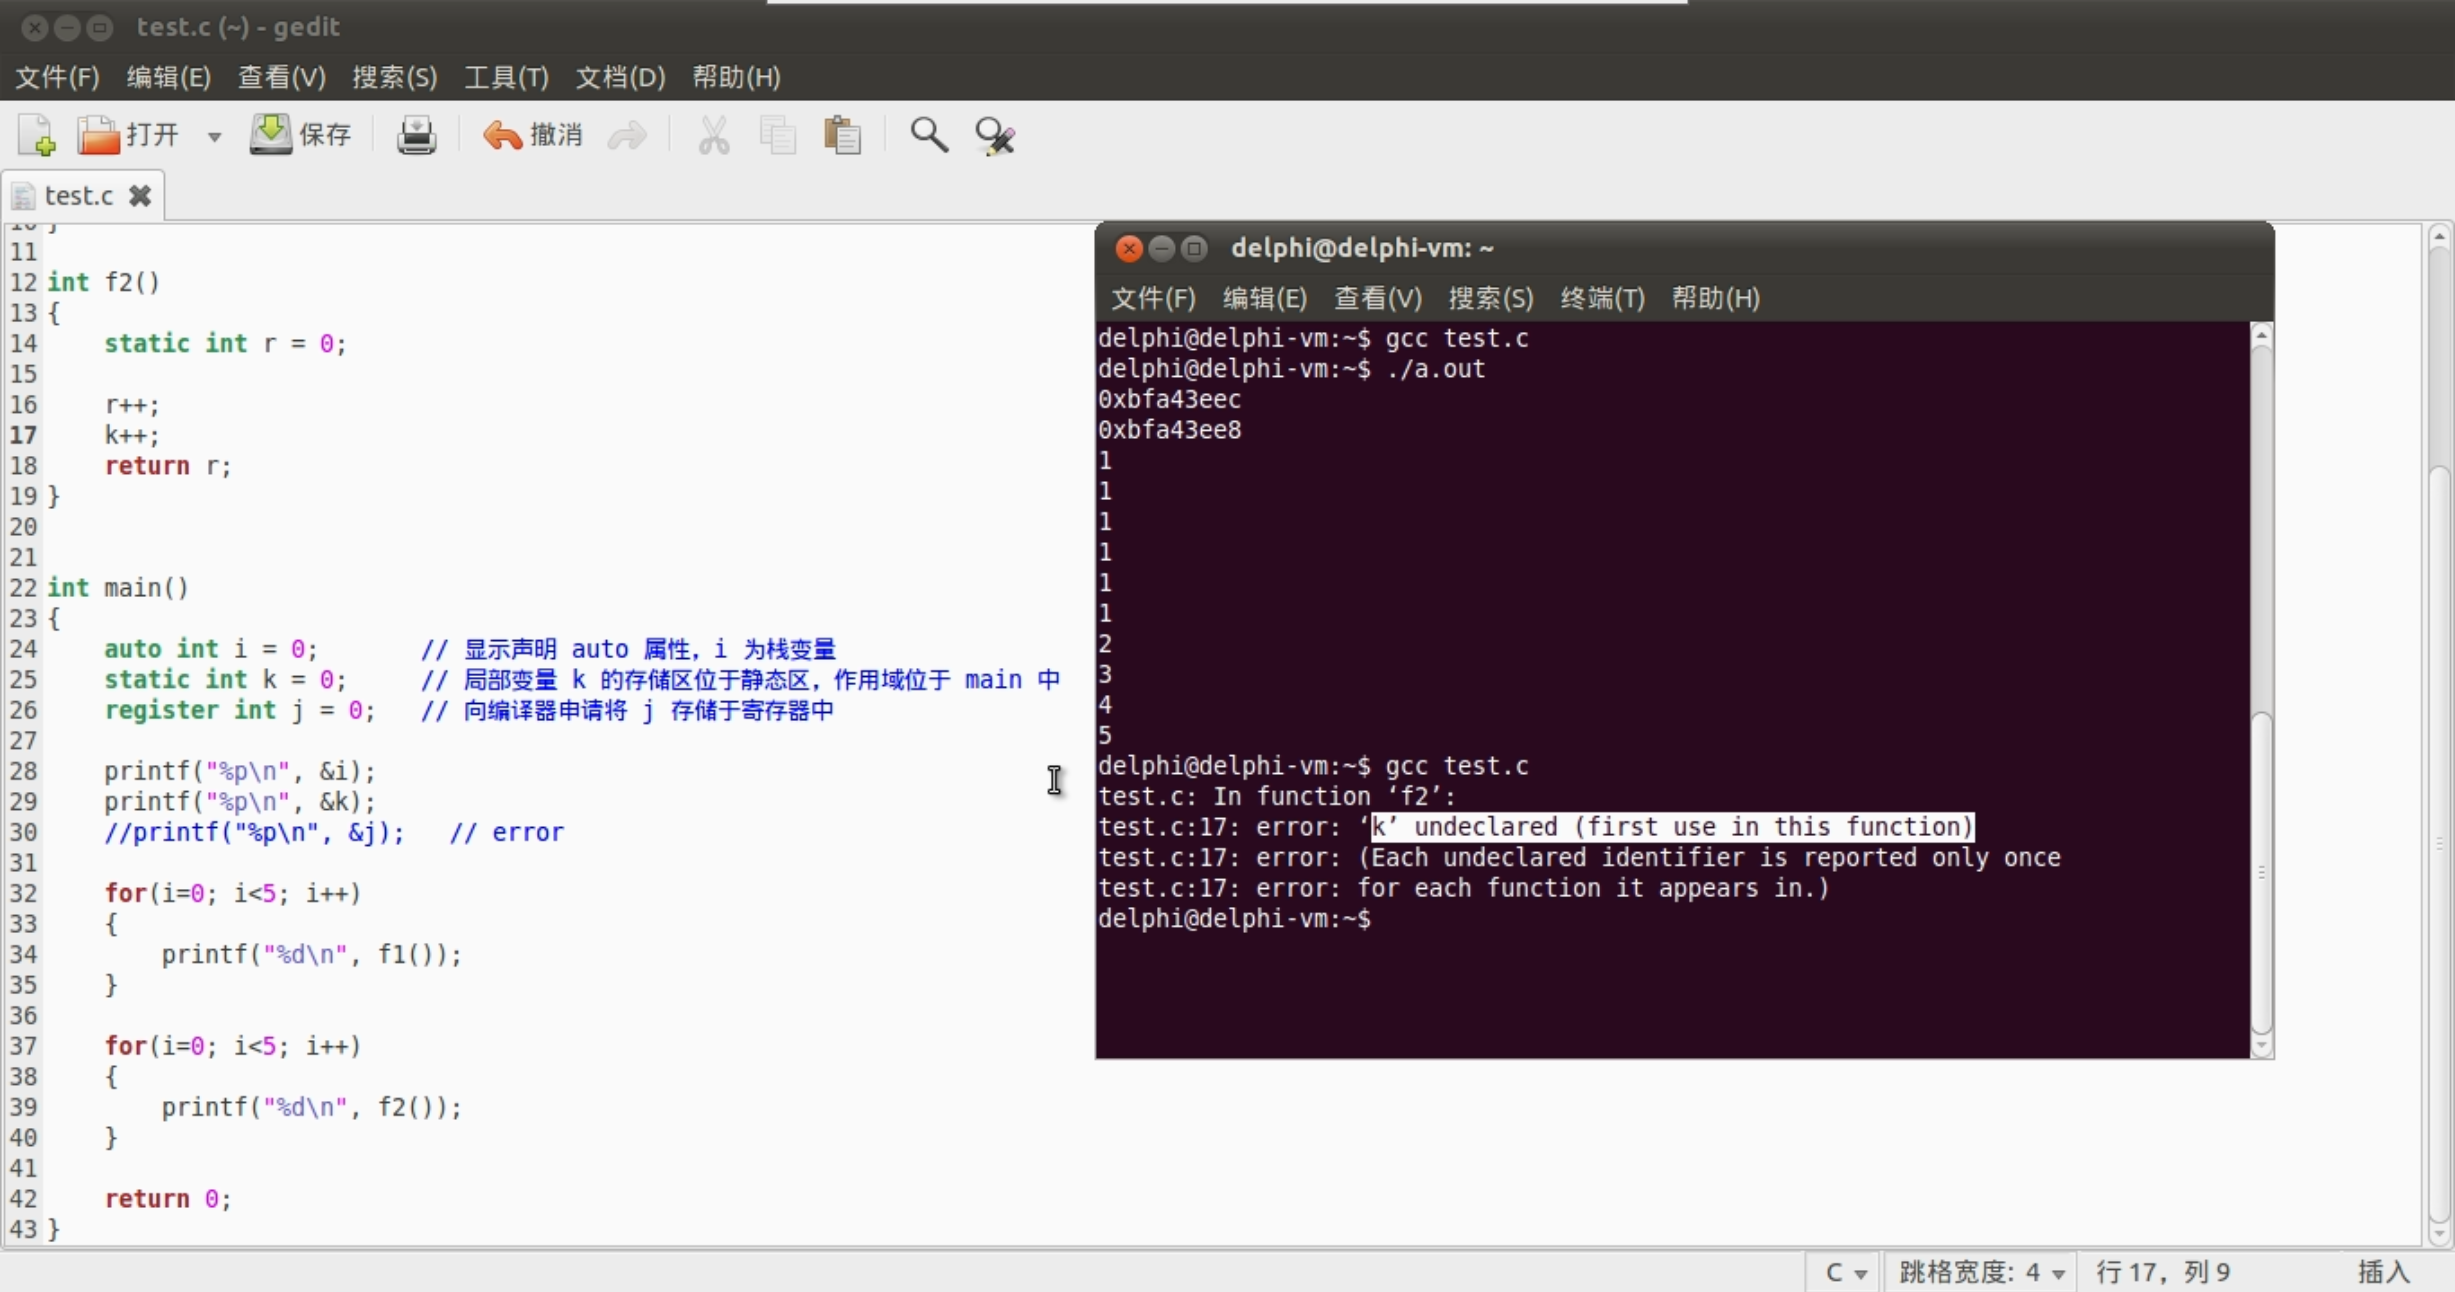 test.c (~) - gedit
文件(F) 编辑(E) 查看(V) 搜索(S) 工具(T) 文档(D) 帮助(H)
打开 保存 撤消
test.c
11
12 int f2()
13 {
14     static int r = 0;
15
16     r++;
17     k++;
18     return r;
19 }
20
21
22 int main()
23 {
24     auto int i = 0;       // 显示声明 auto 属性，i 为栈变量
25     static int k = 0;     // 局部变量 k 的存储区位于静态区，作用域位于 main 中
26     register int j = 0;   // 向编译器申请将 j 存储于寄存器中
27
28     printf("%p\n", &i);
29     printf("%p\n", &k);
30     //printf("%p\n", &j);   // error
31
32     for(i=0; i<5; i++)
33     {
34         printf("%d\n", f1());
35     }
36
37     for(i=0; i<5; i++)
38     {
39         printf("%d\n", f2());
40     }
41
42     return 0;
43 }
delphi@delphi-vm: ~
文件(F) 编辑(E) 查看(V) 搜索(S) 终端(T) 帮助(H)
delphi@delphi-vm:~$ gcc test.c
delphi@delphi-vm:~$ ./a.out
0xbfa43eec
0xbfa43ee8
1
1
1
1
1
1
2
3
4
5
delphi@delphi-vm:~$ gcc test.c
test.c: In function ‘f2’:
test.c:17: error: ‘k’ undeclared (first use in this function)
test.c:17: error: (Each undeclared identifier is reported only once
test.c:17: error: for each function it appears in.)
delphi@delphi-vm:~$
C 跳格宽度: 4 行 17，列 9 插入